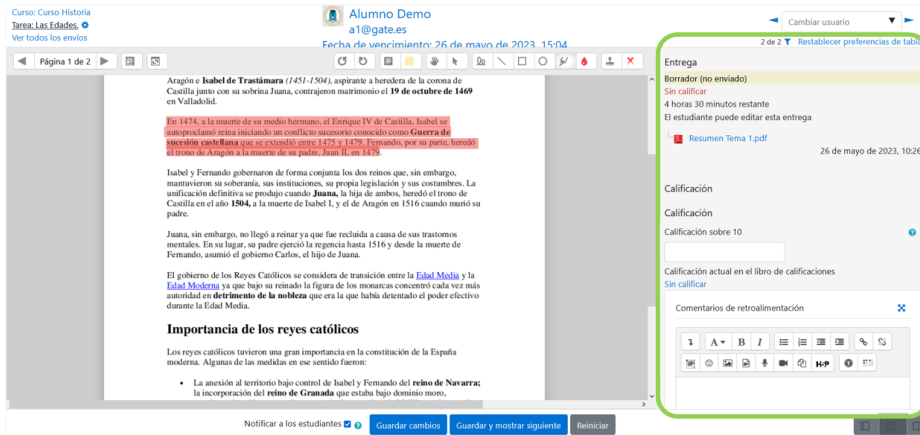 Curso: Curso Historia
Tarea: Las Edades.
Ver todos los envíos
Alumno Demo
a1@gate.es
Fecha de vencimiento: 26 de mayo de 2023, 15:04
Cambiar usuario
2 de 2 Restablecer preferencias de tabla
Página 1 de 2
Aragón e Isabel de Trastámara (1451-1504), aspirante a heredera de la corona de
Castilla junto con su sobrina Juana, contrajeron matrimonio el 19 de octubre de 1469
en Valladolid.
En 1474, a la muerte de su medio hermano, el Enrique IV de Castilla, Isabel se
autoproclamó reina iniciando un conflicto sucesorio conocido como Guerra de
sucesión castellana que se extendió entre 1475 y 1479. Fernando, por su parte, heredó
el trono de Aragón a la muerte de su padre, Juan II, en 1479.
Isabel y Fernando gobernaron de forma conjunta los dos reinos que, sin embargo,
mantuvieron su soberanía, sus instituciones, su propia legislación y sus costumbres. La
unificación definitiva se produjo cuando Juana, la hija de ambos, heredó el trono de
Castilla en el año 1504, a la muerte de Isabel I, y el de Aragón en 1516 cuando murió su
padre.
Juana, sin embargo, no llegó a reinar ya que fue recluida a causa de sus trastornos
mentales. En su lugar, su padre ejerció la regencia hasta 1516 y desde la muerte de
Fernando, asumió el gobierno Carlos, el hijo de Juana.
El gobierno de los Reyes Católicos se considera de transición entre la Edad Media y la
Edad Moderna ya que bajo su reinado la figura de los monarcas concentró cada vez más
autoridad en detrimento de la nobleza que era la que había detentado el poder efectivo
durante la Edad Media.
Importancia de los reyes católicos
Los reyes católicos tuvieron una gran importancia en la constitución de la España
moderna. Algunas de las medidas en ese sentido fueron:
• La anexión al territorio bajo control de Isabel y Fernando del reino de Navarra;
la incorporación del reino de Granada que estaba bajo dominio moro,
Entrega
Borrador (no enviado)
Sin calificar
4 horas 30 minutos restante
El estudiante puede editar esta entrega
Resumen Tema 1.pdf
26 de mayo de 2023, 10:26
Calificación
Calificación
Calificación sobre 10
Calificación actual en el libro de calificaciones
Sin calificar
Comentarios de retroalimentación
A B I
H5P
Notificar a los estudiantes
Guardar cambios
Guardar y mostrar siguiente
Reiniciar